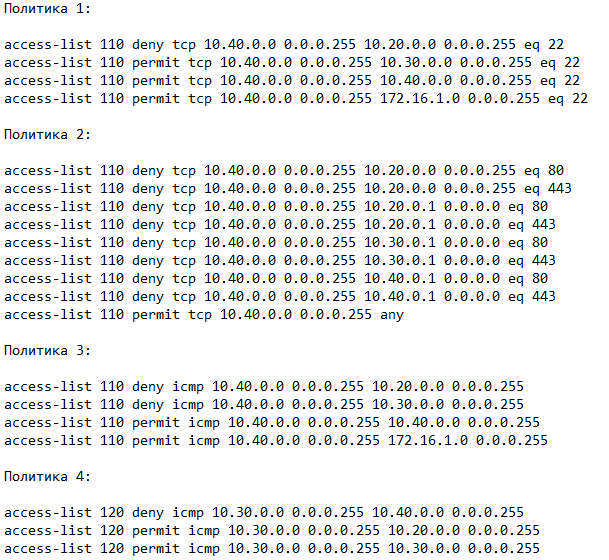 Политика 1:
access-list 110 deny tcp 10.40.0.0 0.0.0.255 10.20.0.0 0.0.0.255 eq 22
access-list 110 permit tcp 10.40.0.0 0.0.0.255 10.30.0.0 0.0.0.255 eq 22
access-list 110 permit tcp 10.40.0.0 0.0.0.255 10.40.0.0 0.0.0.255 eq 22
access-list 110 permit tcp 10.40.0.0 0.0.0.255 172.16.1.0 0.0.0.255 eq 22
Политика 2:
access-list 110 deny tcp 10.40.0.0 0.0.0.255 10.20.0.0 0.0.0.255 eq 80
access-list 110 deny tcp 10.40.0.0 0.0.0.255 10.20.0.0 0.0.0.255 eq 443
access-list 110 deny tcp 10.40.0.0 0.0.0.255 10.20.0.1 0.0.0.0 eq 80
access-list 110 deny tcp 10.40.0.0 0.0.0.255 10.20.0.1 0.0.0.0 eq 443
access-list 110 deny tcp 10.40.0.0 0.0.0.255 10.30.0.1 0.0.0.0 eq 80
access-list 110 deny tcp 10.40.0.0 0.0.0.255 10.30.0.1 0.0.0.0 eq 443
access-list 110 deny tcp 10.40.0.0 0.0.0.255 10.40.0.1 0.0.0.0 eq 80
access-list 110 deny tcp 10.40.0.0 0.0.0.255 10.40.0.1 0.0.0.0 eq 443
access-list 110 permit tcp 10.40.0.0 0.0.0.255 any
Политика 3:
access-list 110 deny icmp 10.40.0.0 0.0.0.255 10.20.0.0 0.0.0.255
access-list 110 deny icmp 10.40.0.0 0.0.0.255 10.30.0.0 0.0.0.255
access-list 110 permit icmp 10.40.0.0 0.0.0.255 10.40.0.0 0.0.0.255
access-list 110 permit icmp 10.40.0.0 0.0.0.255 172.16.1.0 0.0.0.255
Политика 4:
access-list 120 deny icmp 10.30.0.0 0.0.0.255 10.40.0.0 0.0.0.255
access-list 120 permit icmp 10.30.0.0 0.0.0.255 10.20.0.0 0.0.0.255
access-list 120 permit icmp 10.30.0.0 0.0.0.255 10.30.0.0 0.0.0.255